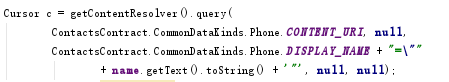 Cursor c = getContentResolver().query(
ContactsContract.CommonDataKinds.Phone.CONTENT_URI, null,
ContactsContract.CommonDataKinds.Phone.DISPLAY_NAME + "=\""
+ name.getText().toString() + '"', null, null);